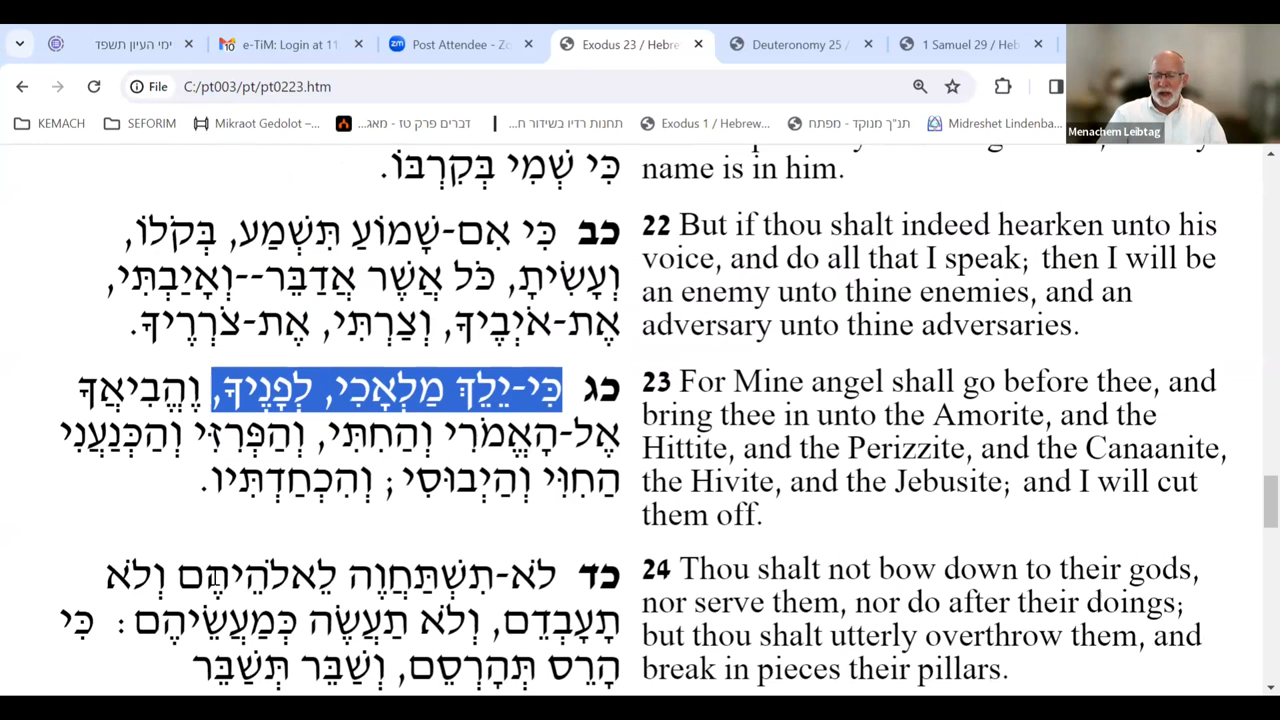 ימי העיון תשפד
e-TiM: Login at 11
Post Attendee - Zo
Exodus 23 / Hebre
Deuteronomy 25 /
1 Samuel 29 / Heb
File C:/pt003/pt/pt0223.htm
KEMACH
SEFORIM
Mikraot Gedolot –...
דברים פרק טז - מאג...
תחנות רדיו בשידור ח...
Exodus 1 / Hebrew...
תנ"ך מנוקד - מפתח
Midreshet Lindenba...
Menachem Leibtag
כִּי שְׁמִי בְּקִרְבּוֹ.
name is in him.
כב כִּי אִם-שָׁמוֹעַ תִּשְׁמַע, בְּקֹלוֹ,
וְעָשִׂיתָ, כֹּל אֲשֶׁר אֲדַבֵּר--וְאָיַבְתִּי,
אֶת-אֹיְבֶיךָ, וְצַרְתִּי, אֶת-צֹרְרֶיךָ.
22 But if thou shalt indeed hearken unto his
voice, and do all that I speak; then I will be
an enemy unto thine enemies, and an
adversary unto thine adversaries.
כג כִּי-יֵלֵךְ מַלְאָכִי, לְפָנֶיךָ, וֶהֱבִיאֲךָ
אֶל-הָאֱמֹרִי וְהַחִתִּי, וְהַפְּרִזִּי וְהַכְּנַעֲנִי
הַחִוִּי וְהַיְבוּסִי; וְהִכְחַדְתִּיו.
23 For Mine angel shall go before thee, and
bring thee in unto the Amorite, and the
Hittite, and the Perizzite, and the Canaanite,
the Hivite, and the Jebusite; and I will cut
them off.
כד לֹא-תִשְׁתַּחֲוֶה לֵאלֹהֵיהֶם וְלֹא
תָעָבְדֵם, וְלֹא תַעֲשֶׂה כְּמַעֲשֵׂיהֶם: כִּי
הָרֵס תְּהָרְסֵם, וְשַׁבֵּר תְּשַׁבֵּר
24 Thou shalt not bow down to their gods,
nor serve them, nor do after their doings;
but thou shalt utterly overthrow them, and
break in pieces their pillars.